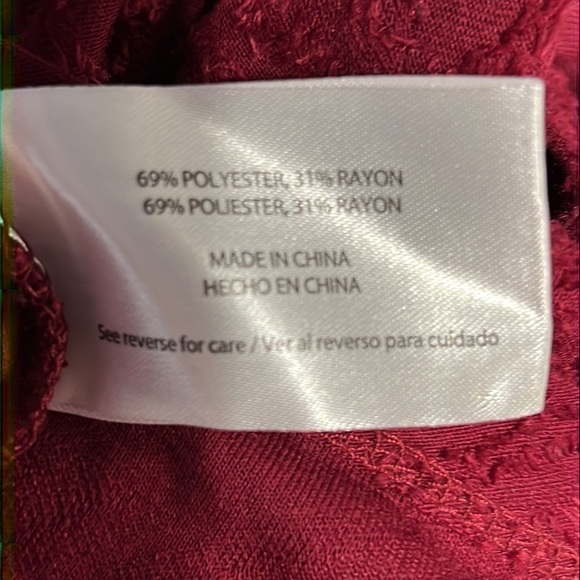 69% POLYESTER, 31% RAYON
69% POLIESTER, 31% RAYON
MADE IN CHINA
HECHO EN CHINA
See reverse for care / Ver al reverso para cuidado